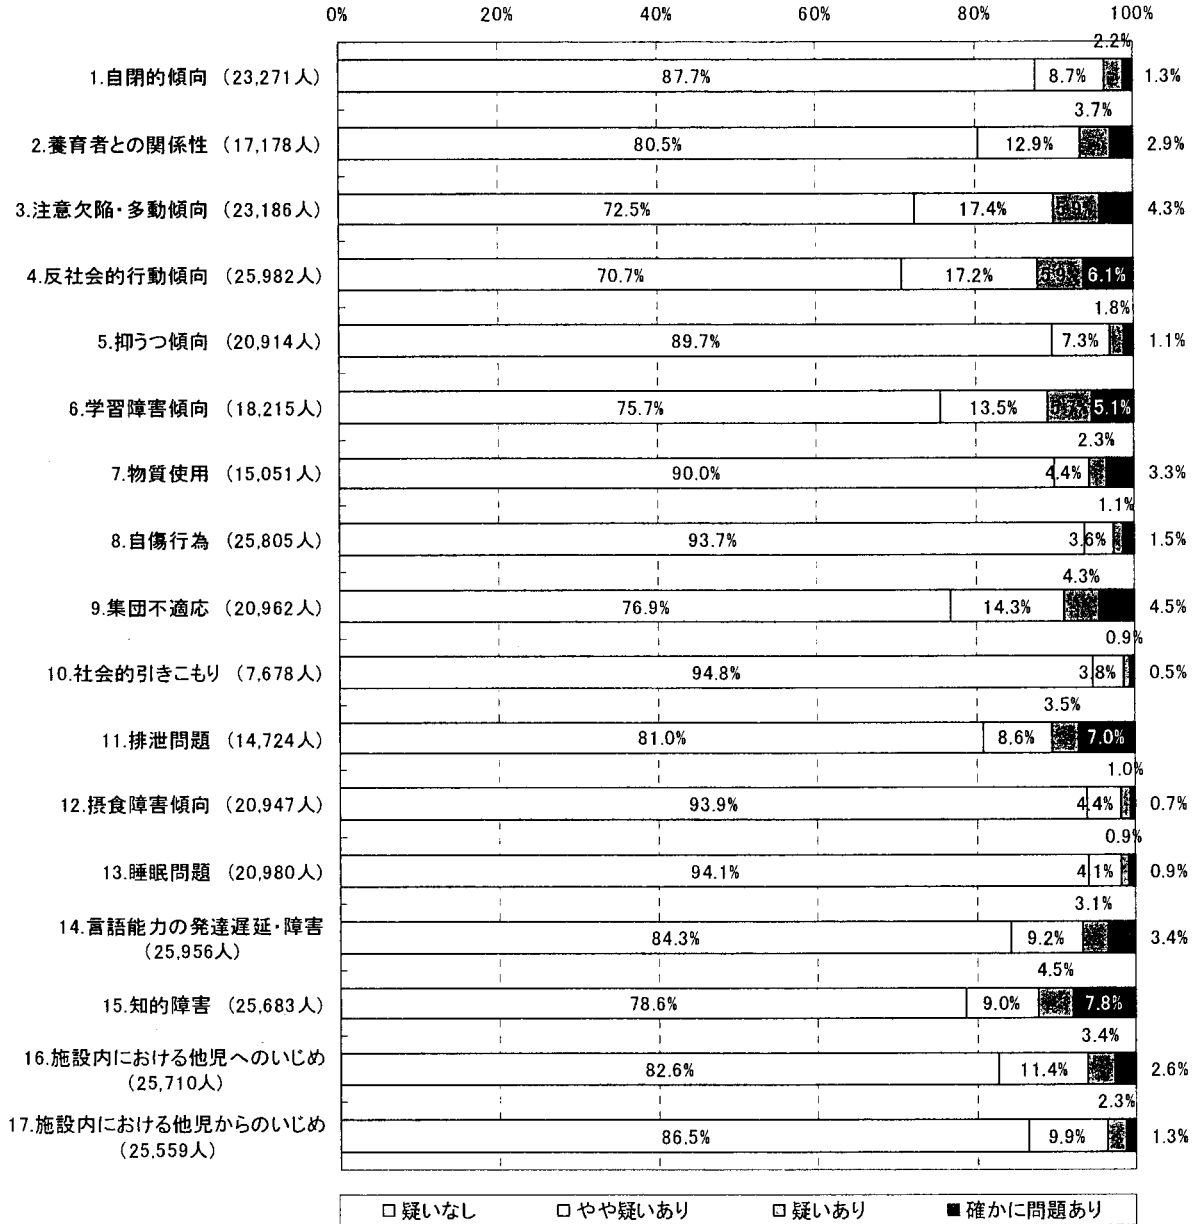 0% 20% 40% 60% 80% 100%
2.2%
1.自閉的傾向 (23,271人) 87.7% 8.7% 1.3%
3.7%
2.養育者との関係性 (17,178人) 80.5% 12.9% 2.9%
3.注意欠陥・多動傾向 (23,186人) 72.5% 17.4% 4.3%
4.反社会的行動傾向 (25,982人) 70.7% 17.2% 5.9% 6.1%
1.8%
5.抑うつ傾向 (20,914人) 89.7% 7.3% 1.1%
6.学習障害傾向 (18,215人) 75.7% 13.5% 5.1%
2.3%
7.物質使用 (15,051人) 90.0% 4.4% 3.3%
1.1%
8.自傷行為 (25,805人) 93.7% 3.6% 1.5%
4.3%
9.集団不適応 (20,962人) 76.9% 14.3% 4.5%
0.9%
10.社会的引きこもり (7,678人) 94.8% 3.8% 0.5%
3.5%
11.排泄問題 (14,724人) 81.0% 8.6% 7.0%
1.0%
12.摂食障害傾向 (20,947人) 93.9% 4.4% 0.7%
0.9%
13.睡眠問題 (20,980人) 94.1% 4.1% 0.9%
3.1%
14.言語能力の発達遅延・障害
(25,956人) 84.3% 9.2% 3.4%
4.5%
15.知的障害 (25,683人) 78.6% 9.0% 7.8%
3.4%
16.施設内における他児へのいじめ
(25,710人) 82.6% 11.4% 2.6%
2.3%
17.施設内における他児からのいじめ
(25,559人) 86.5% 9.9% 1.3%
疑いなし やや疑いあり 疑いあり 確かに問題あり